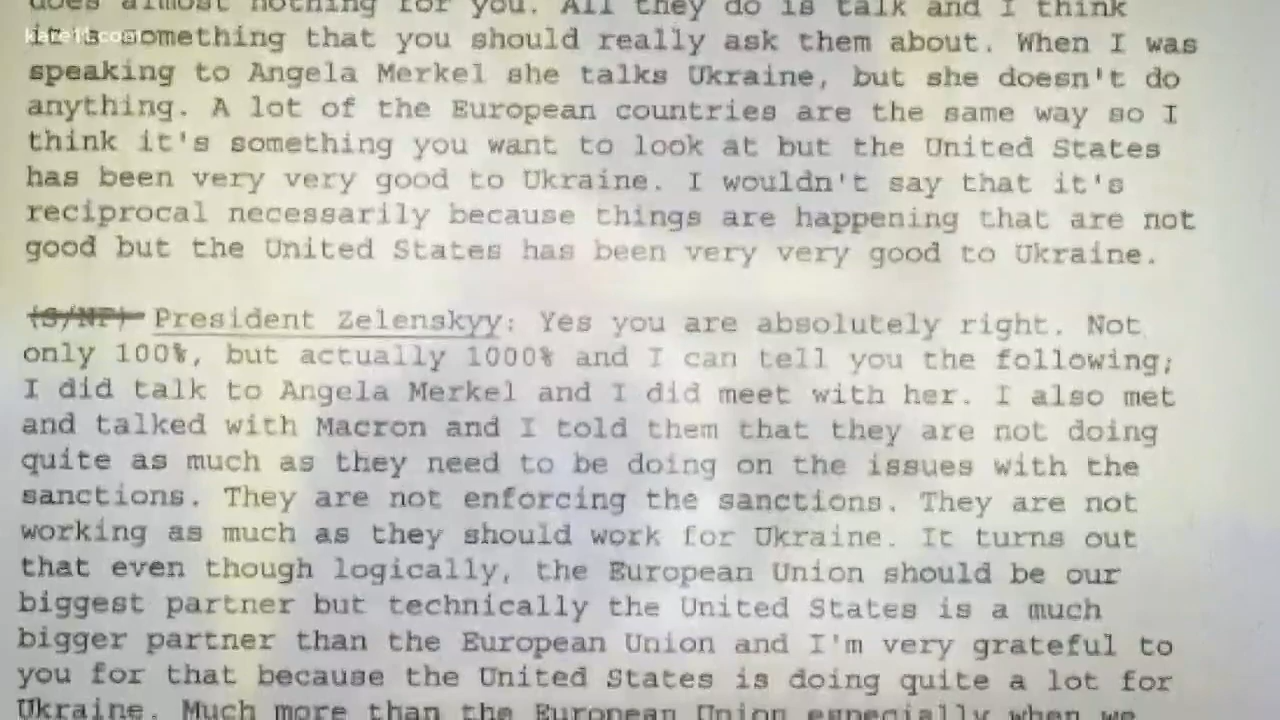 does almost nothing for you. All they do is talk and I think
it's something that you should really ask them about. When I was
speaking to Angela Merkel she talks Ukraine, but she doesn't do
anything. A lot of the European countries are the same way so I
think it's something you want to look at but the United States
has been very very good to Ukraine. I wouldn't say that it's
reciprocal necessarily because things are happening that are not
good but the United States has been very very good to Ukraine.
(S/NF) President Zelenskyy: Yes you are absolutely right. Not
only 100%, but actually 1000% and I can tell you the following;
I did talk to Angela Merkel and I did meet with her. I also met
and talked with Macron and I told them that they are not doing
quite as much as they need to be doing on the issues with the
sanctions. They are not enforcing the sanctions. They are not
working as much as they should work for Ukraine. It turns out
that even though logically, the European Union should be our
biggest partner but technically the United States is a much
bigger partner than the European Union and I'm very grateful to
you for that because the United States is doing quite a lot for
Ukraine. Much more than the European Union especially when we
kare11.com